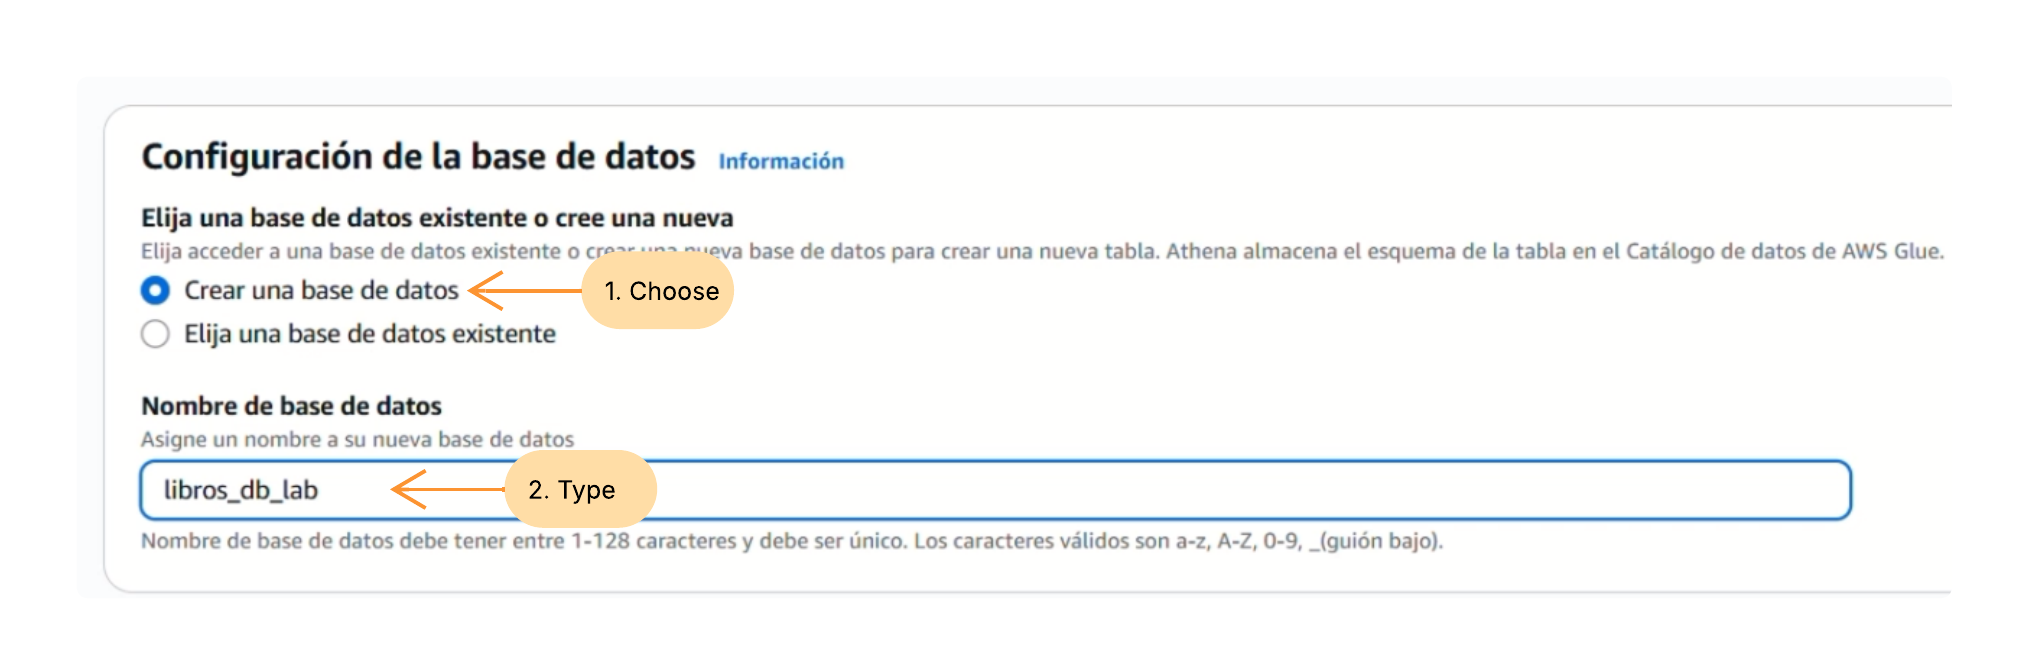 Configuración de la base de datos Información
Elija una base de datos existente o cree una nueva
Elija acceder a una base de datos existente o crear una nueva base de datos para crear una nueva tabla. Athena almacena el esquema de la tabla en el Catálogo de datos de AWS Glue.
Crear una base de datos 1. Choose
Elija una base de datos existente
Nombre de base de datos
Asigne un nombre a su nueva base de datos
libros_db_lab 2. Type
Nombre de base de datos debe tener entre 1-128 caracteres y debe ser único. Los caracteres válidos son a-z, A-Z, 0-9, _(guión bajo).